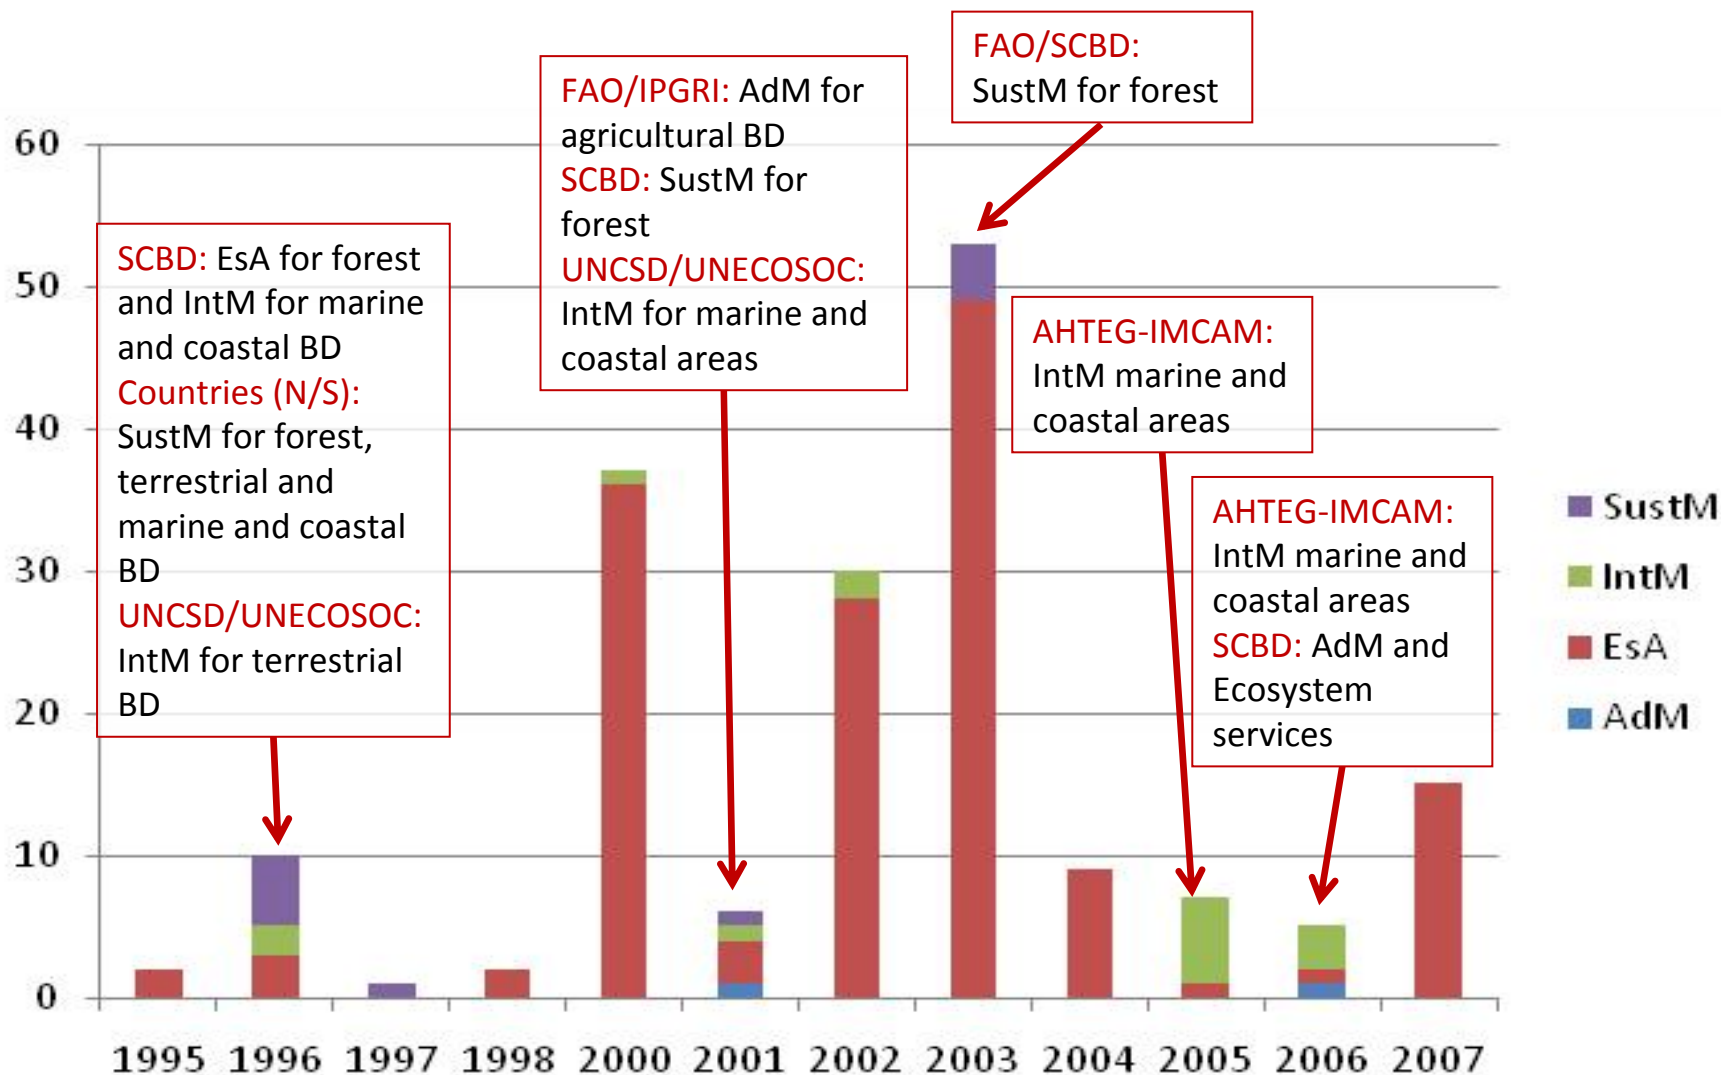 FAO/SCBD:
SustM for forest
FAO/IPGRI: AdM for
agricultural BD
SCBD: SustM for
forest
UNCSD/UNECOSOC:
IntM for marine and
coastal areas
SCBD: EsA for forest
and IntM for marine
and coastal BD
Countries (N/S):
SustM for forest,
terrestrial and
marine and coastal
BD
UNCSD/UNECOSOC:
IntM for terrestrial
BD
AHTEG-IMCAM:
IntM marine and
coastal areas
AHTEG-IMCAM:
IntM marine and
coastal areas
SCBD: AdM and
Ecosystem
services
60
50
40
30
20
10
0
1995 1996 1997 1998 2000 2001 2002 2003 2004 2005 2006 2007
SustM
IntM
EsA
AdM